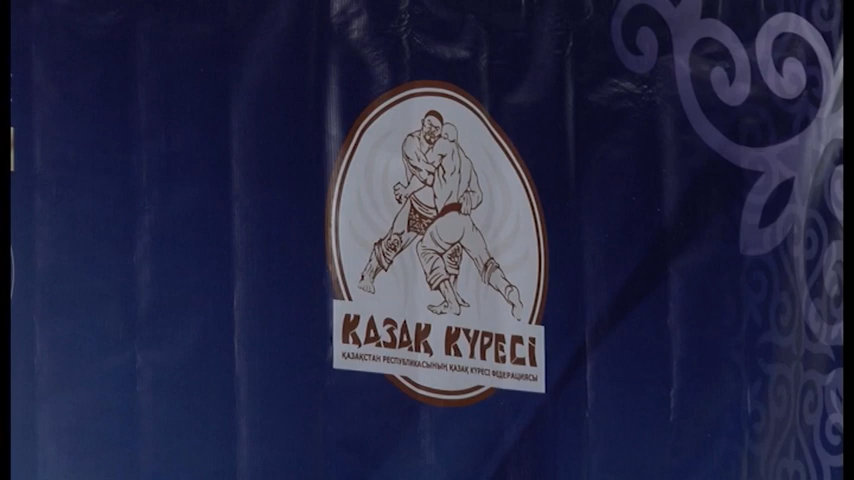 ҚАЗАҚ КҮРЕСІ
ҚАЗАҚСТАН РЕСПУБЛИКАСЫНЫҢ ҚАЗАҚ КҮРЕСІ ФЕДЕРАЦИЯСЫ